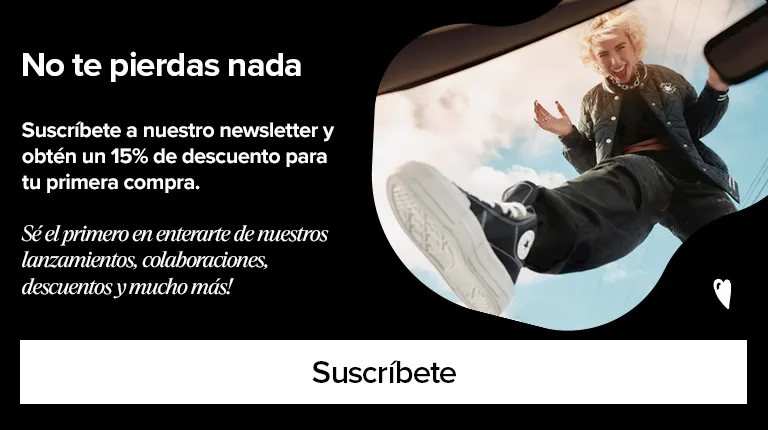 No te pierdas nada
Suscríbete a nuestro newsletter y
obtén un 15% de descuento para
tu primera compra.
Sé el primero en enterarte de nuestros
lanzamientos, colaboraciones,
descuentos y mucho más!
Suscríbete